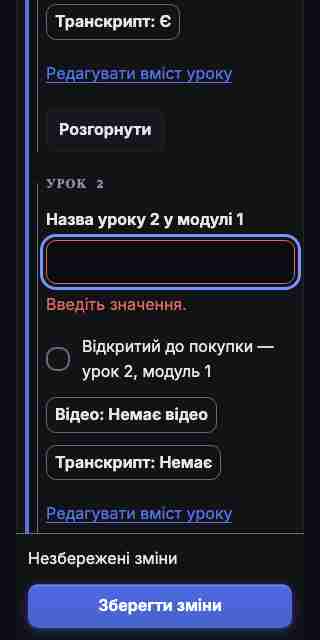 Транскрипт: Є
Редагувати вміст уроку
Розгорнути
УРОК 2
Назва уроку 2 у модулі 1
Введіть значення.
Відкритий до покупки —
урок 2, модуль 1
Відео: Немає відео
Транскрипт: Немає
Редагувати вміст уроку
Незбережені зміни
Зберегти зміни